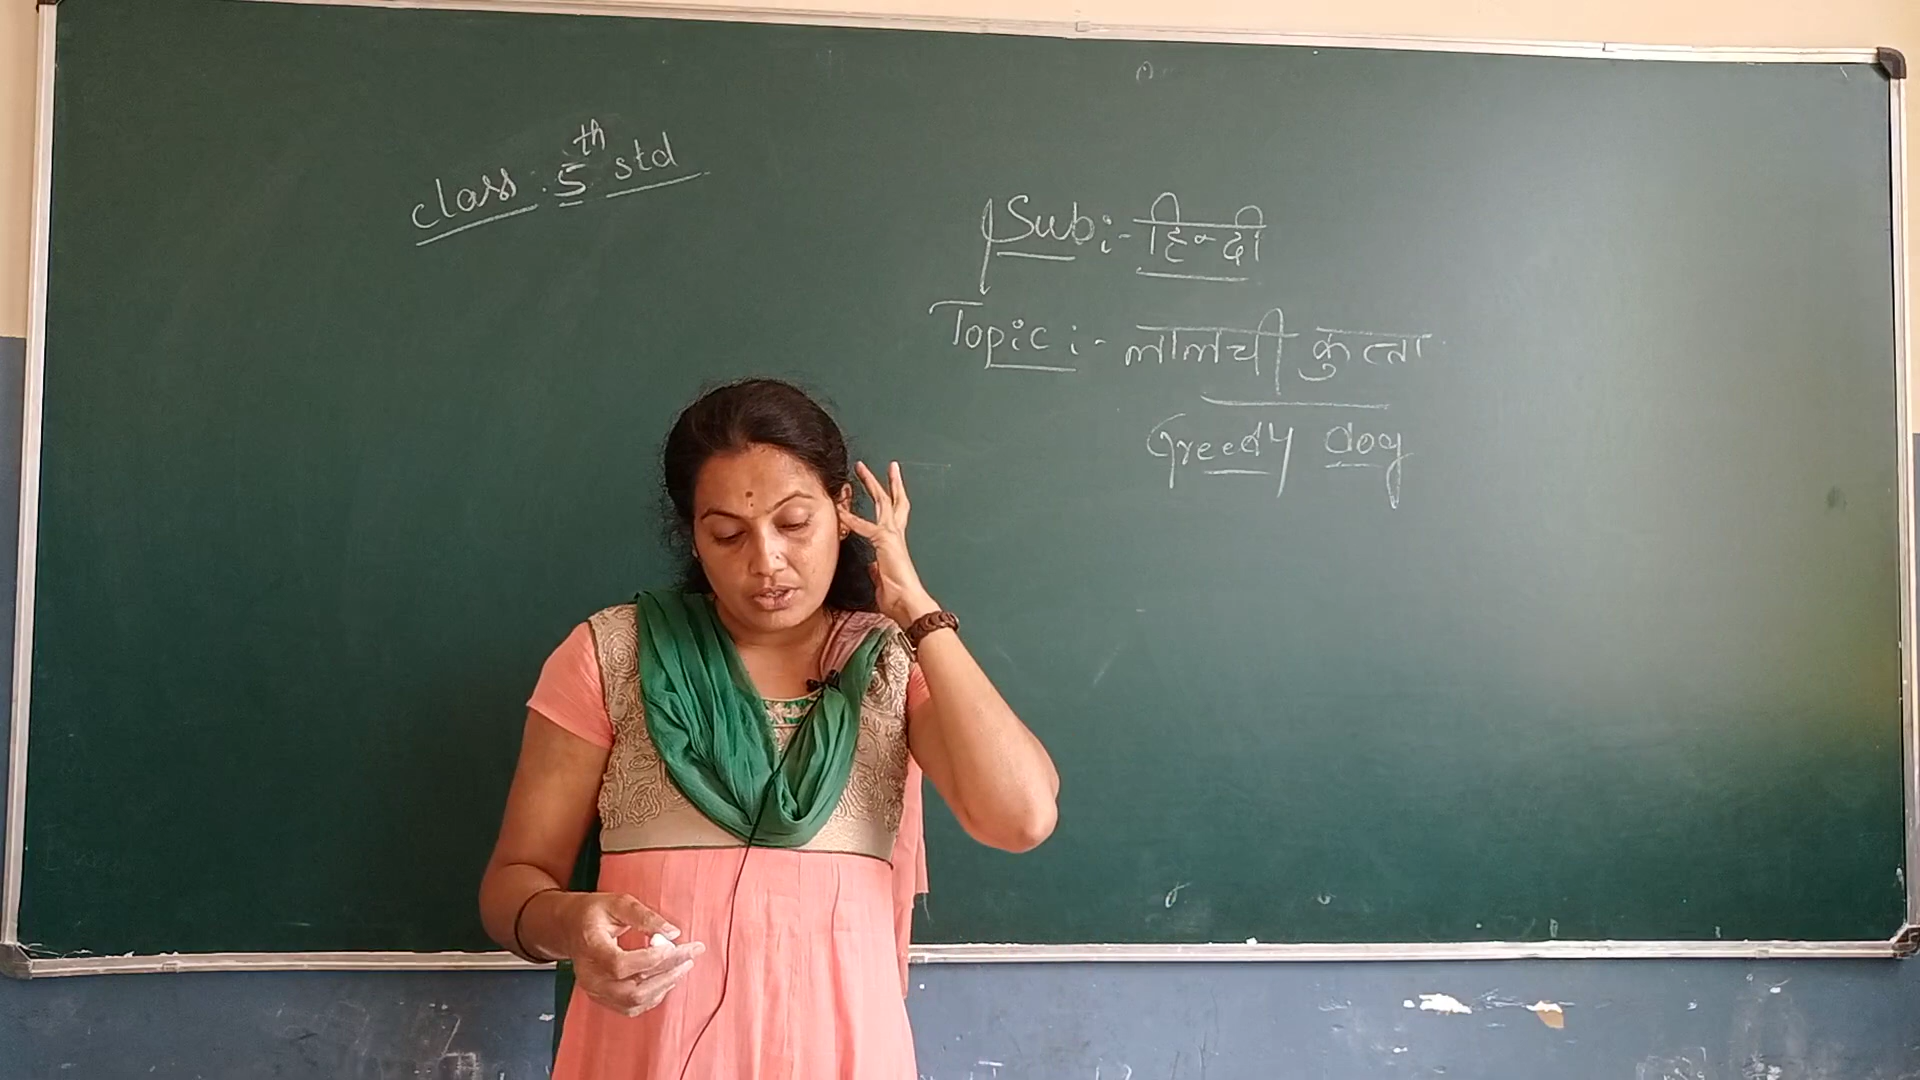 class. 5th std
Sub:- हिन्दी
Topic:- लालची कुत्ता
Greedy dog